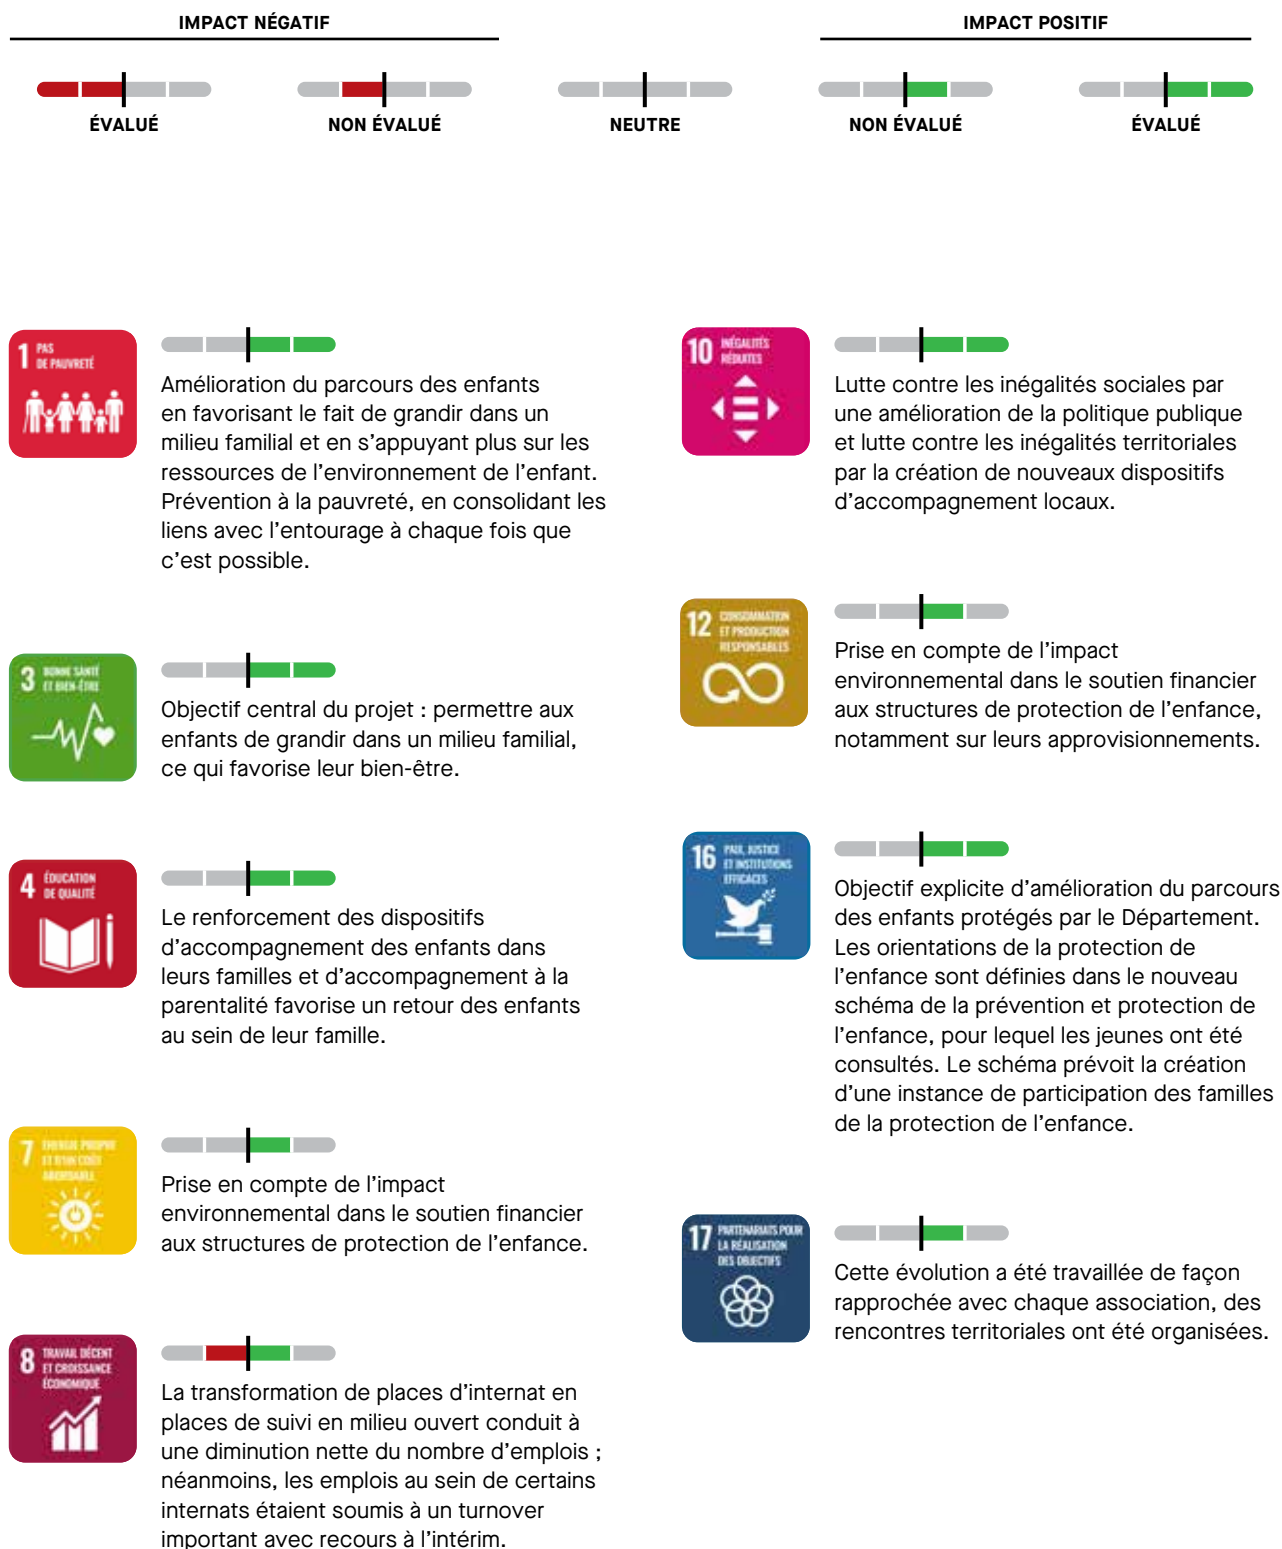 IMPACT NÉGATIF
IMPACT POSITIF
ÉVALUÉ
NON ÉVALUÉ
NEUTRE
NON ÉVALUÉ
ÉVALUÉ
1 PAS
DE PAUVRETÉ
Amélioration du parcours des enfants
en favorisant le fait de grandir dans un
milieu familial et en s’appuyant plus sur les
ressources de l’environnement de l’enfant.
Prévention à la pauvreté, en consolidant les
liens avec l’entourage à chaque fois que
c’est possible.
3 BONNE SANTÉ
ET BIEN-ÊTRE
Objectif central du projet : permettre aux
enfants de grandir dans un milieu familial,
ce qui favorise leur bien-être.
4 ÉDUCATION
DE QUALITÉ
Le renforcement des dispositifs
d’accompagnement des enfants dans
leurs familles et d’accompagnement à la
parentalité favorise un retour des enfants
au sein de leur famille.
7 ÉNERGIE PROPRE
ET D'UN COÛT
ABORDABLE
Prise en compte de l’impact
environnemental dans le soutien financier
aux structures de protection de l’enfance.
8 TRAVAIL DÉCENT
ET CROISSANCE
ÉCONOMIQUE
La transformation de places d’internat en
places de suivi en milieu ouvert conduit à
une diminution nette du nombre d’emplois ;
néanmoins, les emplois au sein de certains
internats étaient soumis à un turnover
important avec recours à l’intérim.
10 INÉGALITÉS
RÉDUITES
Lutte contre les inégalités sociales par
une amélioration de la politique publique
et lutte contre les inégalités territoriales
par la création de nouveaux dispositifs
d’accompagnement locaux.
12 CONSOMMATION
ET PRODUCTION
RESPONSABLES
Prise en compte de l’impact
environnemental dans le soutien financier
aux structures de protection de l’enfance,
notamment sur leurs approvisionnements.
16 PAIX, JUSTICE
ET INSTITUTIONS
EFFICACES
Objectif explicite d’amélioration du parcours
des enfants protégés par le Département.
Les orientations de la protection de
l’enfance sont définies dans le nouveau
schéma de la prévention et protection de
l’enfance, pour lequel les jeunes ont été
consultés. Le schéma prévoit la création
d’une instance de participation des familles
de la protection de l’enfance.
17 PARTENARIATS POUR
LA RÉALISATION
DES OBJECTIFS
Cette évolution a été travaillée de façon
rapprochée avec chaque association, des
rencontres territoriales ont été organisées.